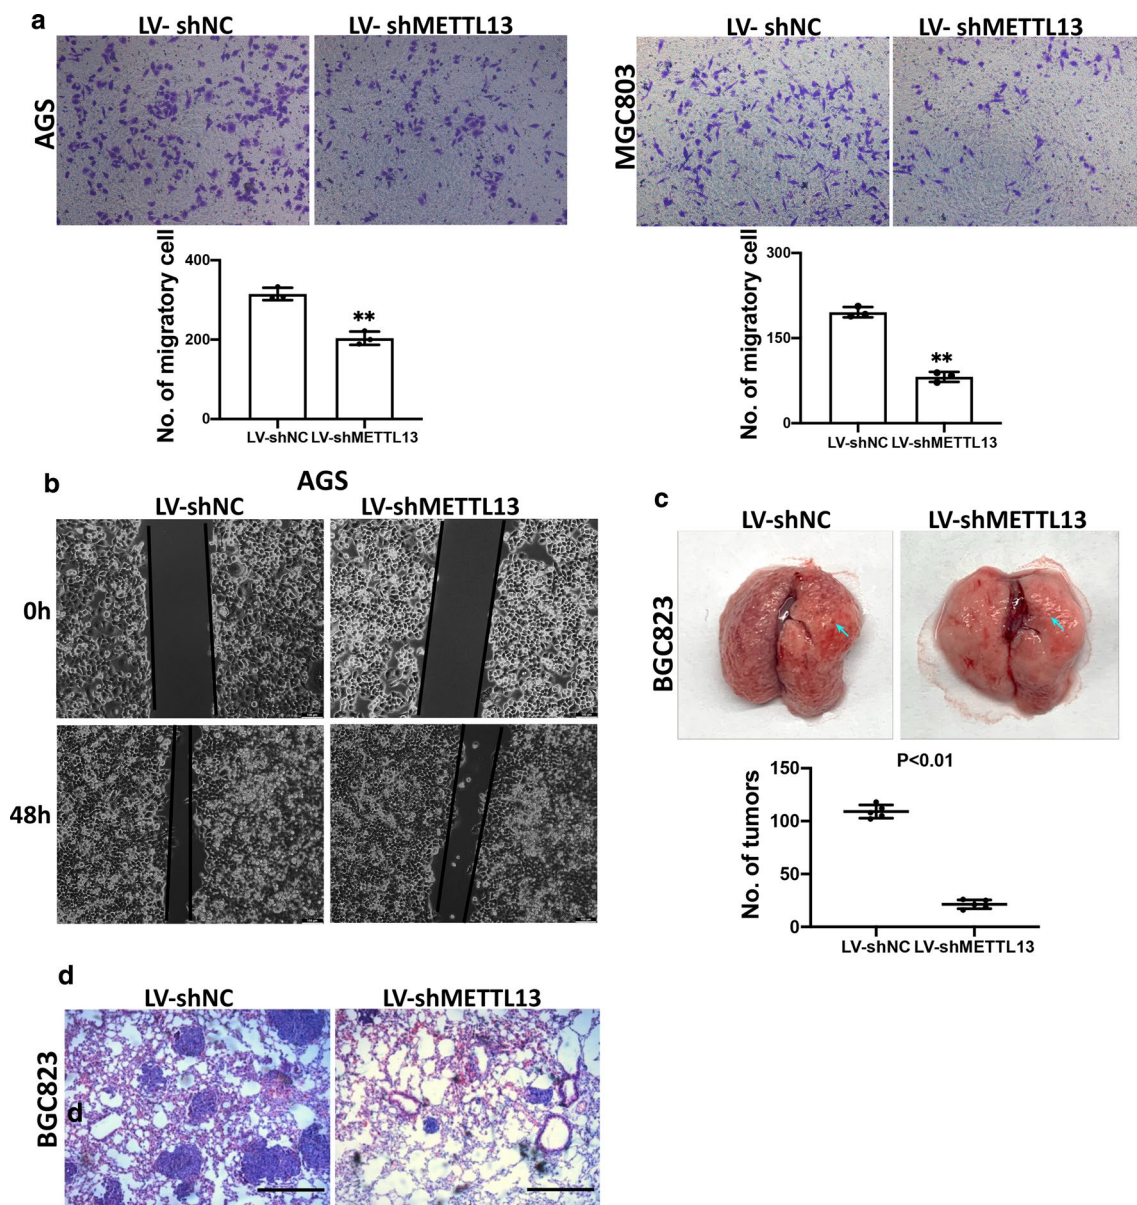 a
LV- shNC
LV- shMETTL13
LV- shNC
LV- shMETTL13
AGS
MGC803
No. of migratory cell
400
200
0
**
LV-shNC
LV-shMETTL13
No. of migratory cell
300
150
0
**
LV-shNC
LV-shMETTL13
b
AGS
LV-shNC
LV-shMETTL13
0h
48h
c
LV-shNC
LV-shMETTL13
BGC823
P<0.01
No. of tumors
150
100
50
0
LV-shNC
LV-shMETTL13
d
LV-shNC
LV-shMETTL13
BGC823
d